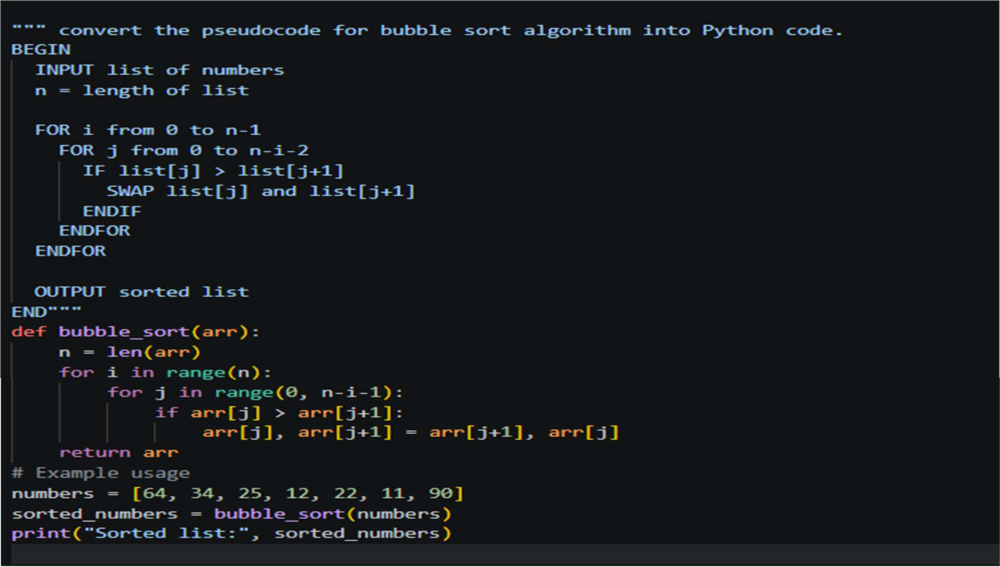 """ convert the pseudocode for bubble sort algorithm into Python code.
BEGIN
  INPUT list of numbers
  n = length of list

  FOR i from 0 to n-1
    FOR j from 0 to n-i-2
      IF list[j] > list[j+1]
        SWAP list[j] and list[j+1]
      ENDIF
    ENDFOR
  ENDFOR

  OUTPUT sorted list
END"""
def bubble_sort(arr):
    n = len(arr)
    for i in range(n):
        for j in range(0, n-i-1):
            if arr[j] > arr[j+1]:
                arr[j], arr[j+1] = arr[j+1], arr[j]
    return arr
# Example usage
numbers = [64, 34, 25, 12, 22, 11, 90]
sorted_numbers = bubble_sort(numbers)
print("Sorted list:", sorted_numbers)